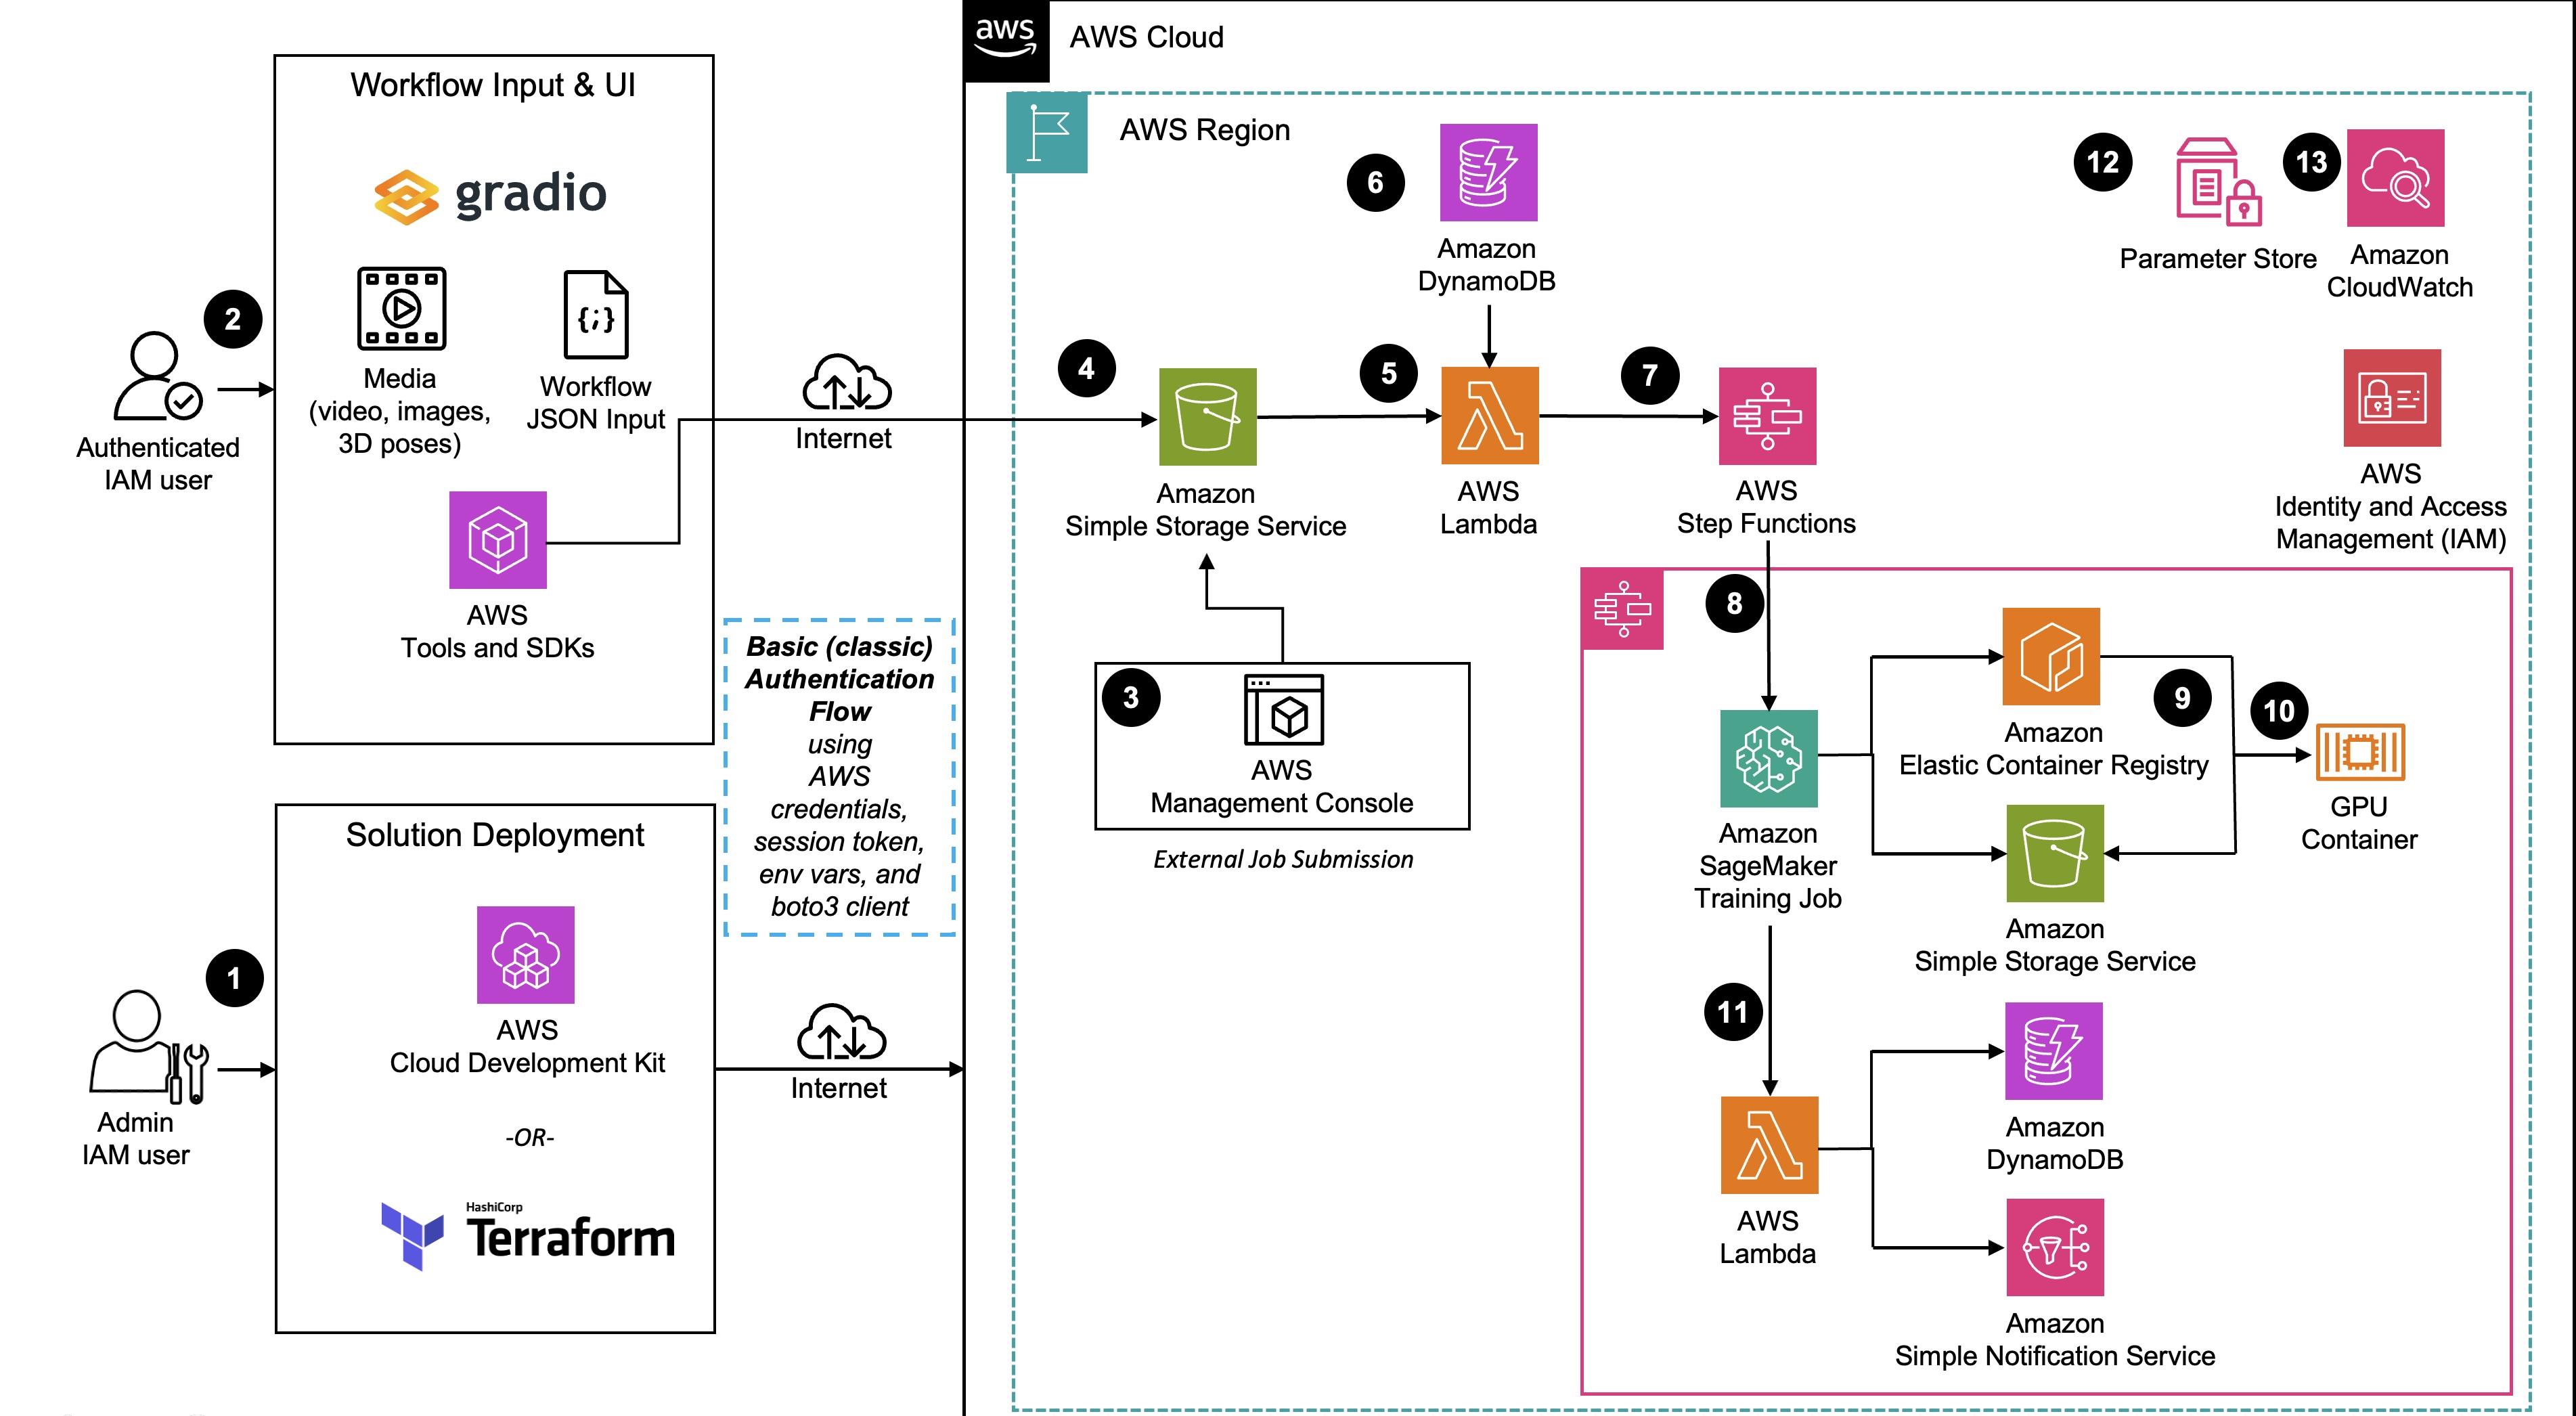 aws
AWS Cloud
Workflow Input & UI
gradio
Media
(video, images,
3D poses)
Workflow
JSON Input
{;}
AWS
Tools and SDKs
2
Authenticated
IAM user
Internet
Basic (classic)
Authentication
Flow
using
AWS
credentials,
session token,
env vars, and
boto3 client
Solution Deployment
AWS
Cloud Development Kit
-OR-
HashiCorp
Terraform
1
Admin
IAM user
Internet
AWS Region
6
Amazon
DynamoDB
12
Parameter Store
13
Amazon
CloudWatch
4
Amazon
Simple Storage Service
5
AWS
Lambda
7
AWS
Step Functions
AWS
Identity and Access
Management (IAM)
3
AWS
Management Console
External Job Submission
8
Amazon
SageMaker
Training Job
Amazon
Elastic Container Registry
9
10
GPU
Container
Amazon
Simple Storage Service
11
AWS
Lambda
Amazon
DynamoDB
Amazon
Simple Notification Service